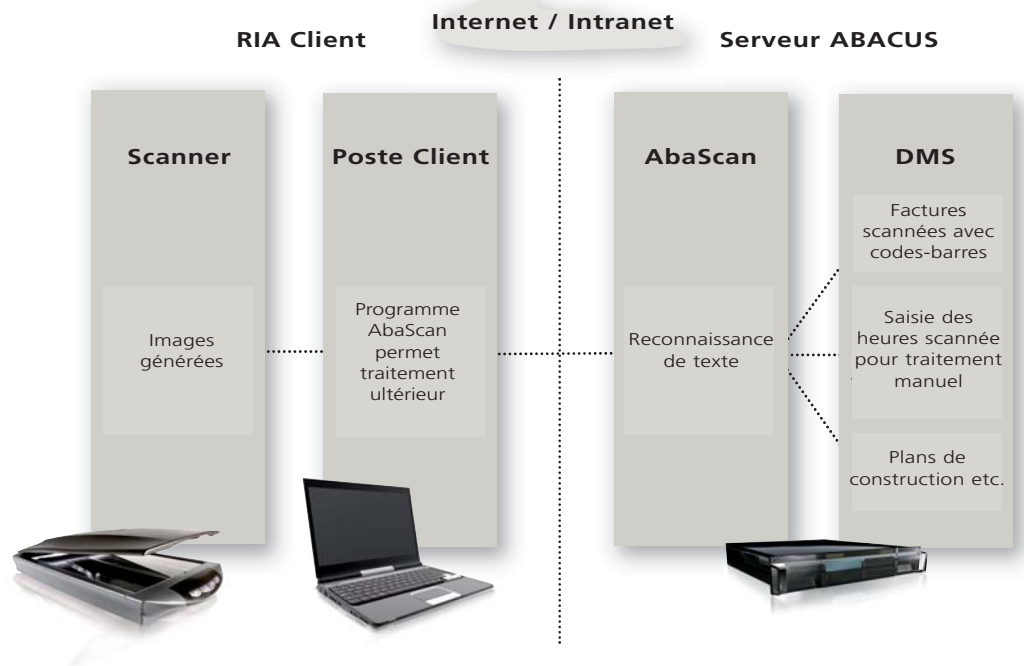 Internet / Intranet
RIA Client
Serveur ABACUS
Scanner
Poste Client
AbaScan
DMS
Images
générées
Programme
AbaScan
permet
traitement
ultérieur
Reconnaissance
de texte
Factures
scannées avec
codes-barres
Saisie des
heures scannée
pour traitement
manuel
Plans de
construction etc.